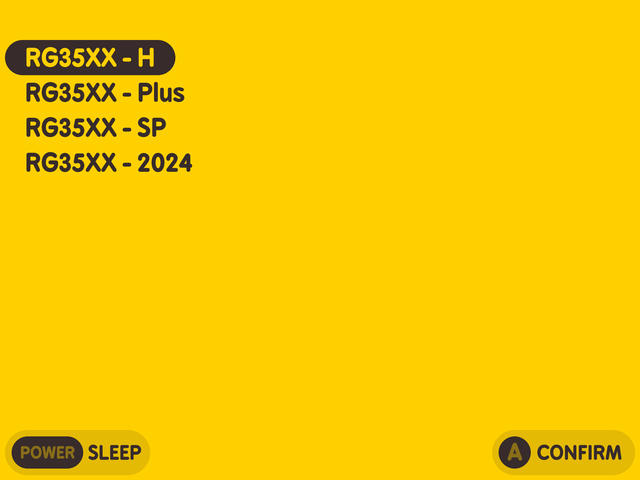 RG35XX - H
RG35XX - Plus
RG35XX - SP
RG35XX - 2024
POWER SLEEP
A CONFIRM